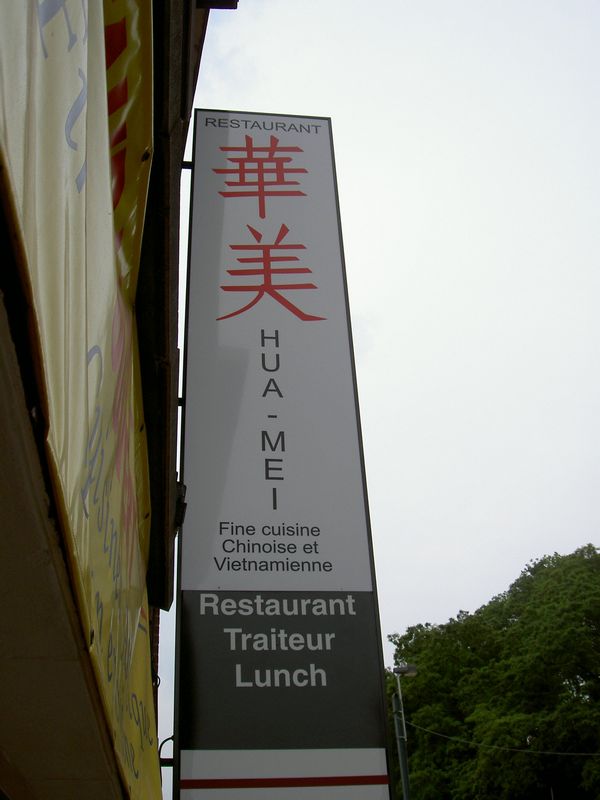 RESTAURANT
華
美
HUA-MEI
Fine cuisine
Chinoise et
Vietnamienne
Restaurant
Traiteur
Lunch